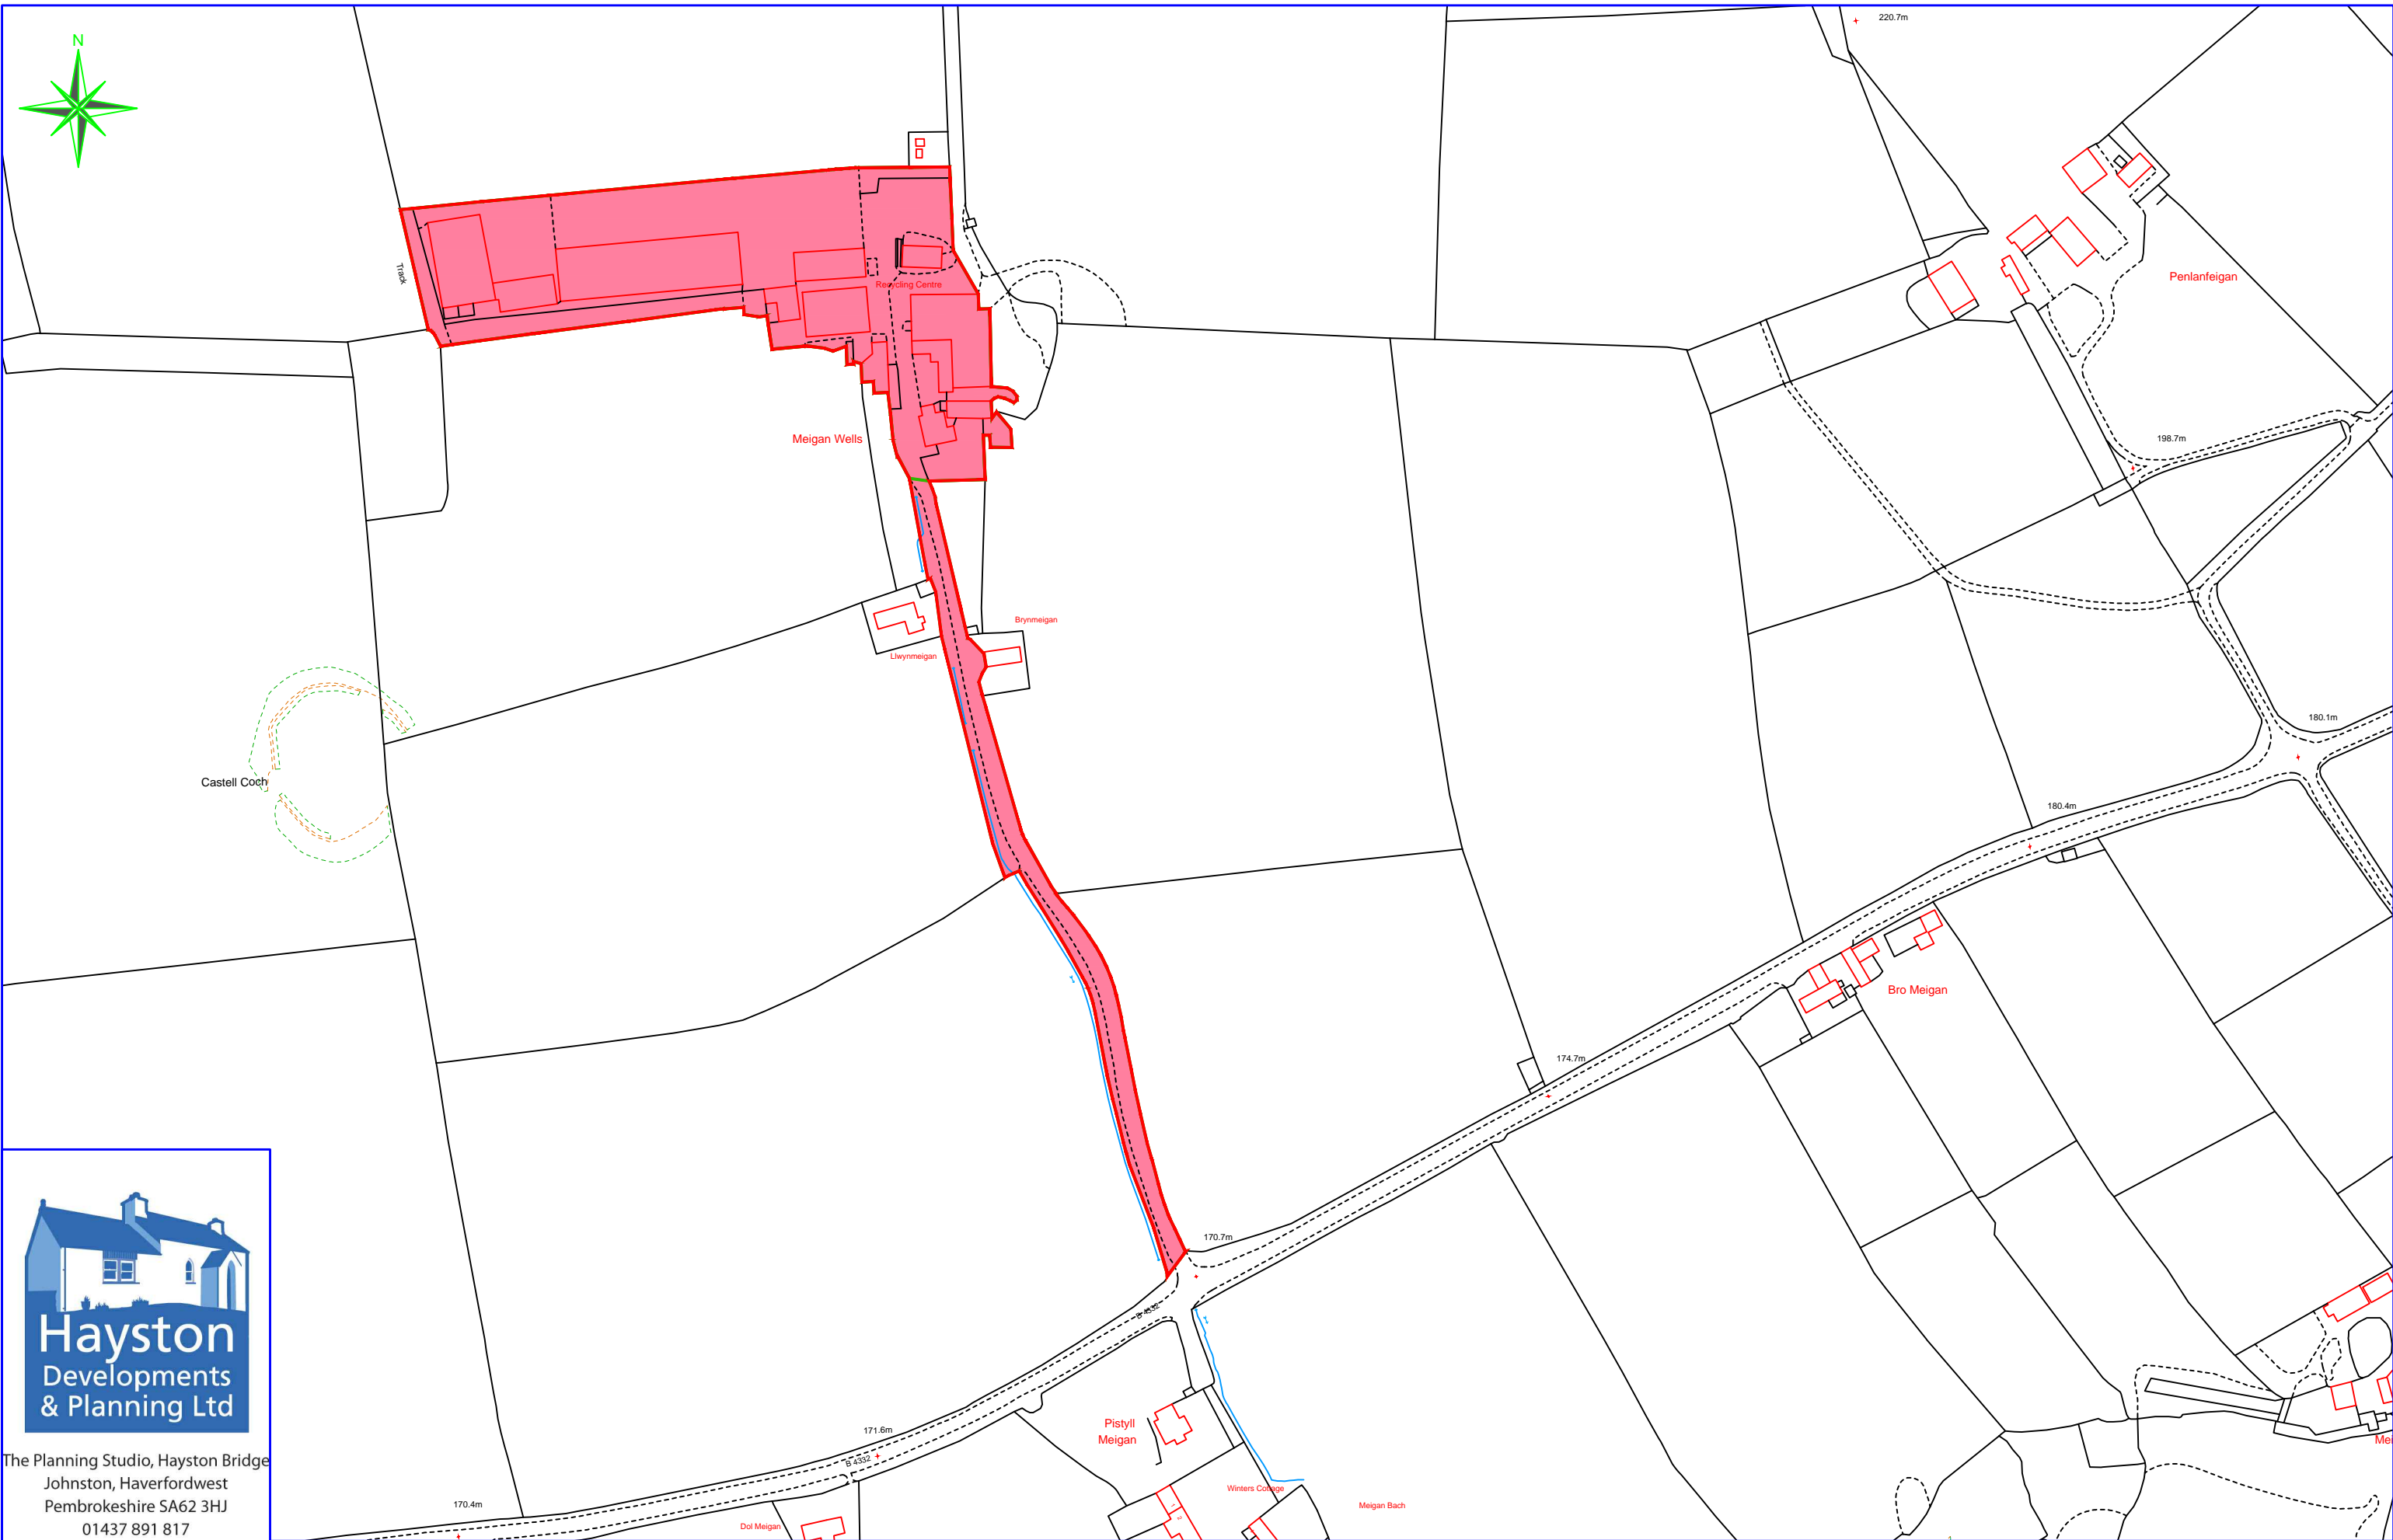 N
220.7m
Track
Recycling Centre
Penlanfeigan
Meigan Wells
198.7m
Brynmeigan
Llwynmeigan
Castell Coch
180.1m
180.4m
Bro Meigan
174.7m
170.7m
B 4332
Pistyll
Meigan
171.6m
B 4332
Winters Cottage
Meigan Bach
170.4m
Dol Meigan
Hayston
Developments
& Planning Ltd
The Planning Studio, Hayston Bridge
Johnston, Haverfordwest
Pembrokeshire SA62 3HJ
01437 891 817